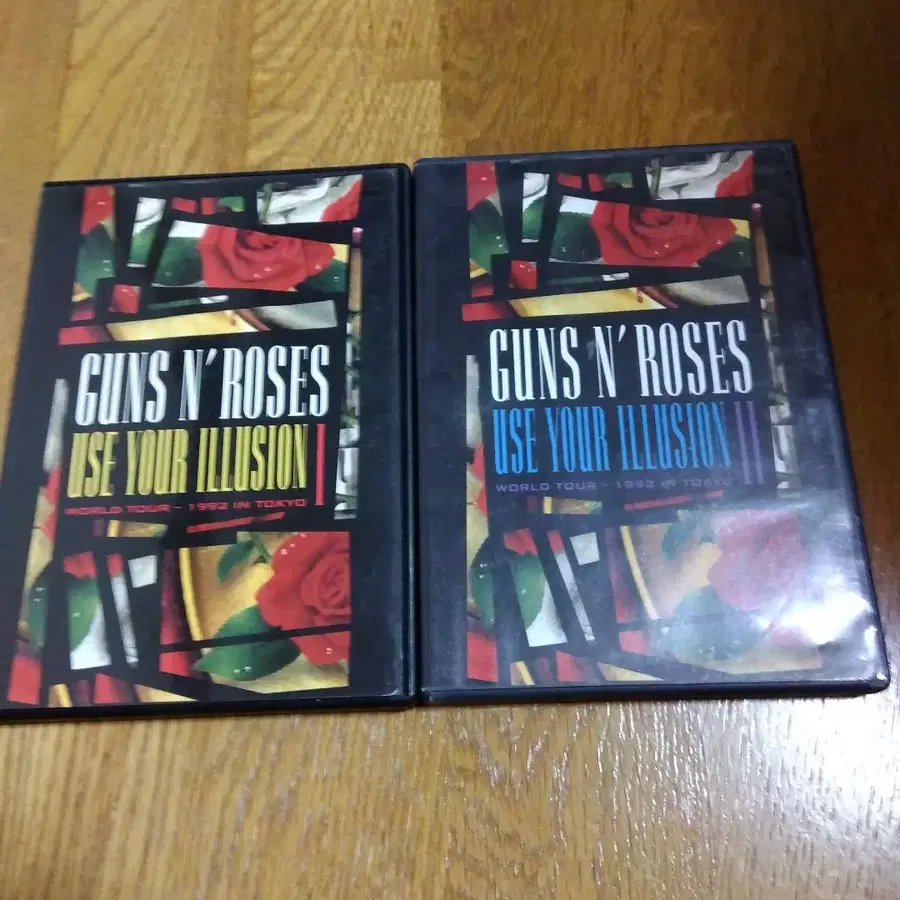 GUNS N' ROSES
USE YOUR ILLUSION I
WORLD TOUR - 1992 IN TOKYO
GUNS N' ROSES
USE YOUR ILLUSION II
WORLD TOUR - 1992 IN TOKYO